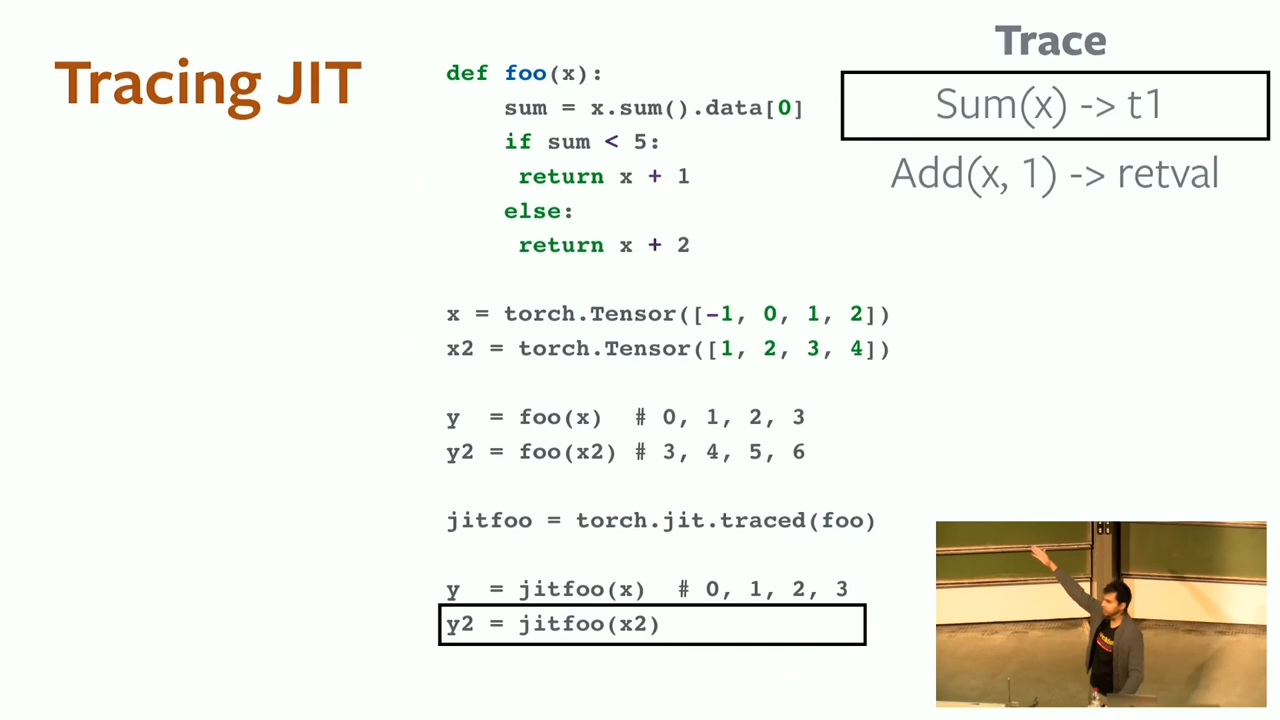 Tracing JIT
def foo(x):
sum = x.sum().data[0]
if sum < 5:
return x + 1
else:
return x + 2
x = torch.Tensor([-1, 0, 1, 2])
x2 = torch.Tensor([1, 2, 3, 4])
y = foo(x) # 0, 1, 2, 3
y2 = foo(x2) # 3, 4, 5, 6
jitfoo = torch.jit.traced(foo)
y = jitfoo(x) # 0, 1, 2, 3
y2 = jitfoo(x2)
Trace
Sum(x) -> t1
Add(x, 1) -> retval